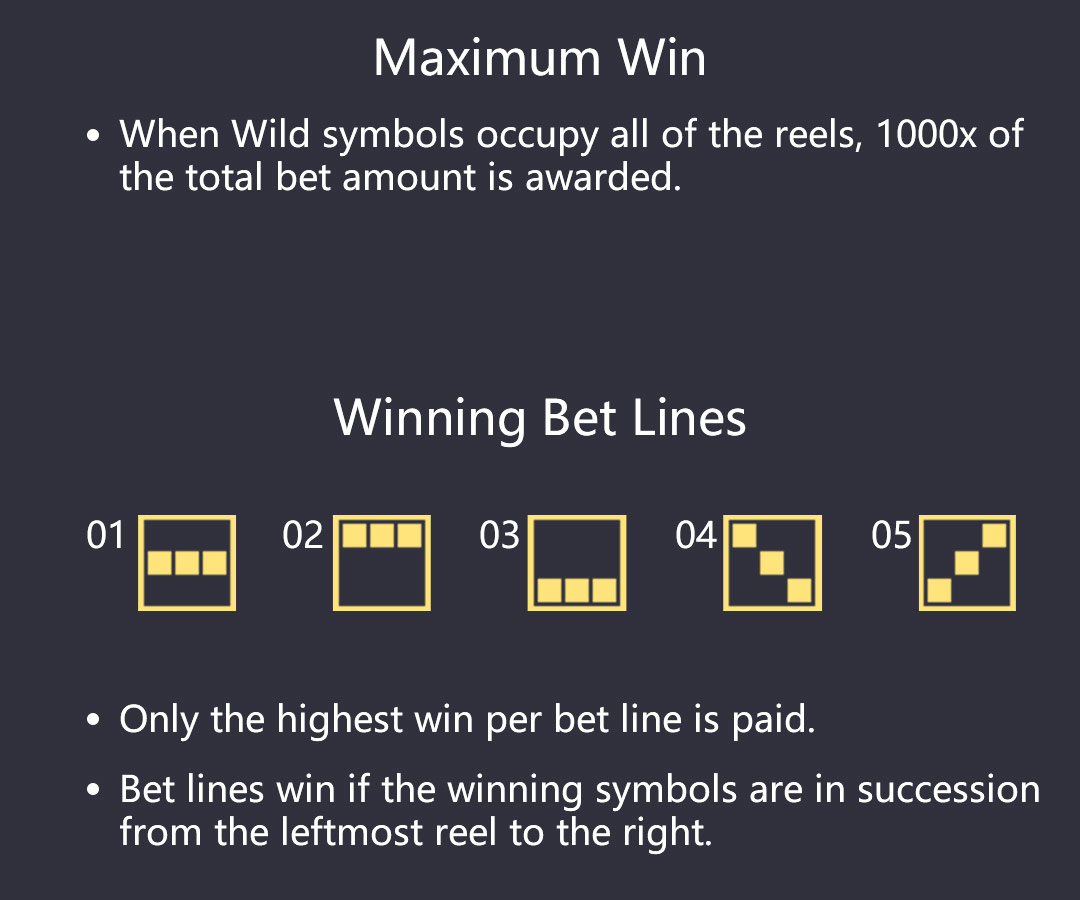 Maximum Win
• When Wild symbols occupy all of the reels, 1000x of
the total bet amount is awarded.
Winning Bet Lines
01 02 03 04 05
• Only the highest win per bet line is paid.
• Bet lines win if the winning symbols are in succession
from the leftmost reel to the right.